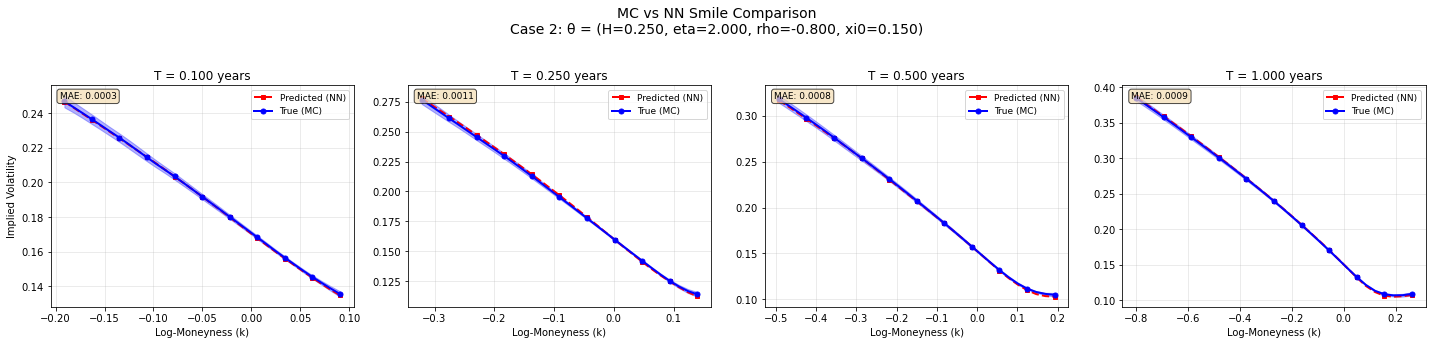 MC vs NN Smile Comparison
Case 2: θ = (H=0.250, eta=2.000, rho=-0.800, xi0=0.150)
T = 0.100 years
MAE: 0.0003
Predicted (NN)
True (MC)
Implied Volatility
0.24
0.22
0.20
0.18
0.16
0.14
−0.20
−0.15
−0.10
−0.05
0.00
0.05
0.10
Log-Moneyness (k)
T = 0.250 years
MAE: 0.0011
Predicted (NN)
True (MC)
0.275
0.250
0.225
0.200
0.175
0.150
0.125
−0.3
−0.2
−0.1
0.0
0.1
Log-Moneyness (k)
T = 0.500 years
MAE: 0.0008
Predicted (NN)
True (MC)
0.30
0.25
0.20
0.15
0.10
−0.5
−0.4
−0.3
−0.2
−0.1
0.0
0.1
0.2
Log-Moneyness (k)
T = 1.000 years
MAE: 0.0009
Predicted (NN)
True (MC)
0.40
0.35
0.30
0.25
0.20
0.15
0.10
−0.8
−0.6
−0.4
−0.2
0.0
0.2
Log-Moneyness (k)